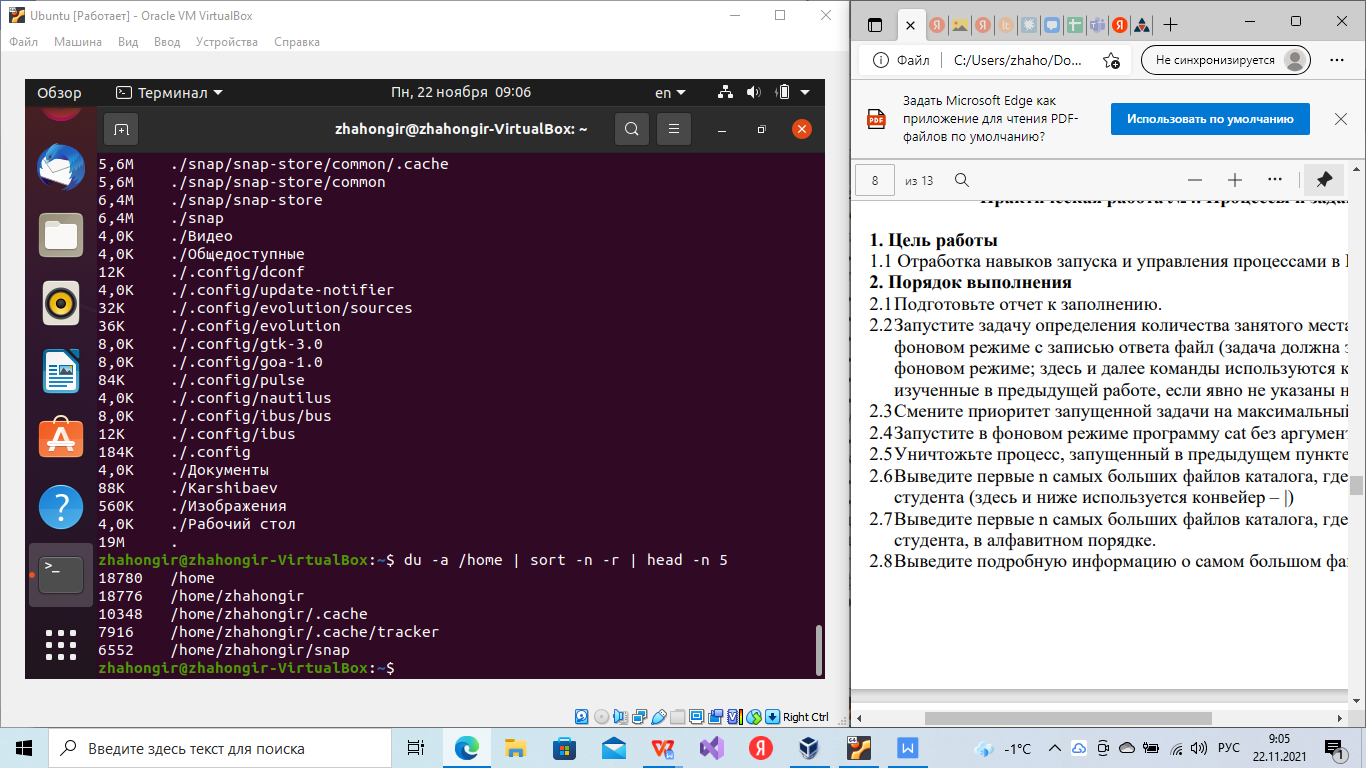 Ubuntu [Работает] - Oracle VM VirtualBox
Файл Машина Вид Ввод Устройства Справка
Обзор Терминал Пн, 22 ноября 09:06 en
zhahongir@zhahongir-VirtualBox: ~
5,6M ./snap/snap-store/common/.cache
5,6M ./snap/snap-store/common
6,4M ./snap/snap-store
6,4M ./snap
4,0K ./Видео
4,0K ./Общедоступные
12K ./.config/dconf
4,0K ./.config/update-notifier
32K ./.config/evolution/sources
36K ./.config/evolution
8,0K ./.config/gtk-3.0
8,0K ./.config/goa-1.0
84K ./.config/pulse
4,0K ./.config/nautilus
8,0K ./.config/ibus/bus
12K ./.config/ibus
184K ./.config
4,0K ./Документы
88K ./Karshibaev
560K ./Изображения
4,0K ./Рабочий стол
19M .
zhahongir@zhahongir-VirtualBox:~$ du -a /home | sort -n -r | head -n 5
18780 /home
18776 /home/zhahongir
10348 /home/zhahongir/.cache
7916 /home/zhahongir/.cache/tracker
6552 /home/zhahongir/snap
zhahongir@zhahongir-VirtualBox:~$
Right Ctrl
Файл C:/Users/zhaho/Do... Не синхронизируется
Задать Microsoft Edge как
приложение для чтения PDF-
файлов по умолчанию?
Использовать по умолчанию
PDF
8 из 13
Практическая работа
1. Цель работы
1.1 Отработка навыков запуска и управления процессами в
2. Порядок выполнения
2.1 Подготовьте отчет к заполнению.
2.2 Запустите задачу определения количества занятого места
фоновом режиме с записью ответа файл (задача должна з
фоновом режиме; здесь и далее команды используются к
изученные в предыдущей работе, если явно не указаны н
2.3 Смените приоритет запущенной задачи на максимальный
2.4 Запустите в фоновом режиме программу cat без аргумент
2.5 Уничтожьте процесс, запущенный в предыдущем пункте
2.6 Выведите первые n самых больших файлов каталога, где
студента (здесь и ниже используется конвейер – |)
2.7 Выведите первые n самых больших файлов каталога, где
студента, в алфавитном порядке.
2.8 Выведите подробную информацию о самом большом фа
Введите здесь текст для поиска
-1°C РУС 9:05
22.11.2021
1